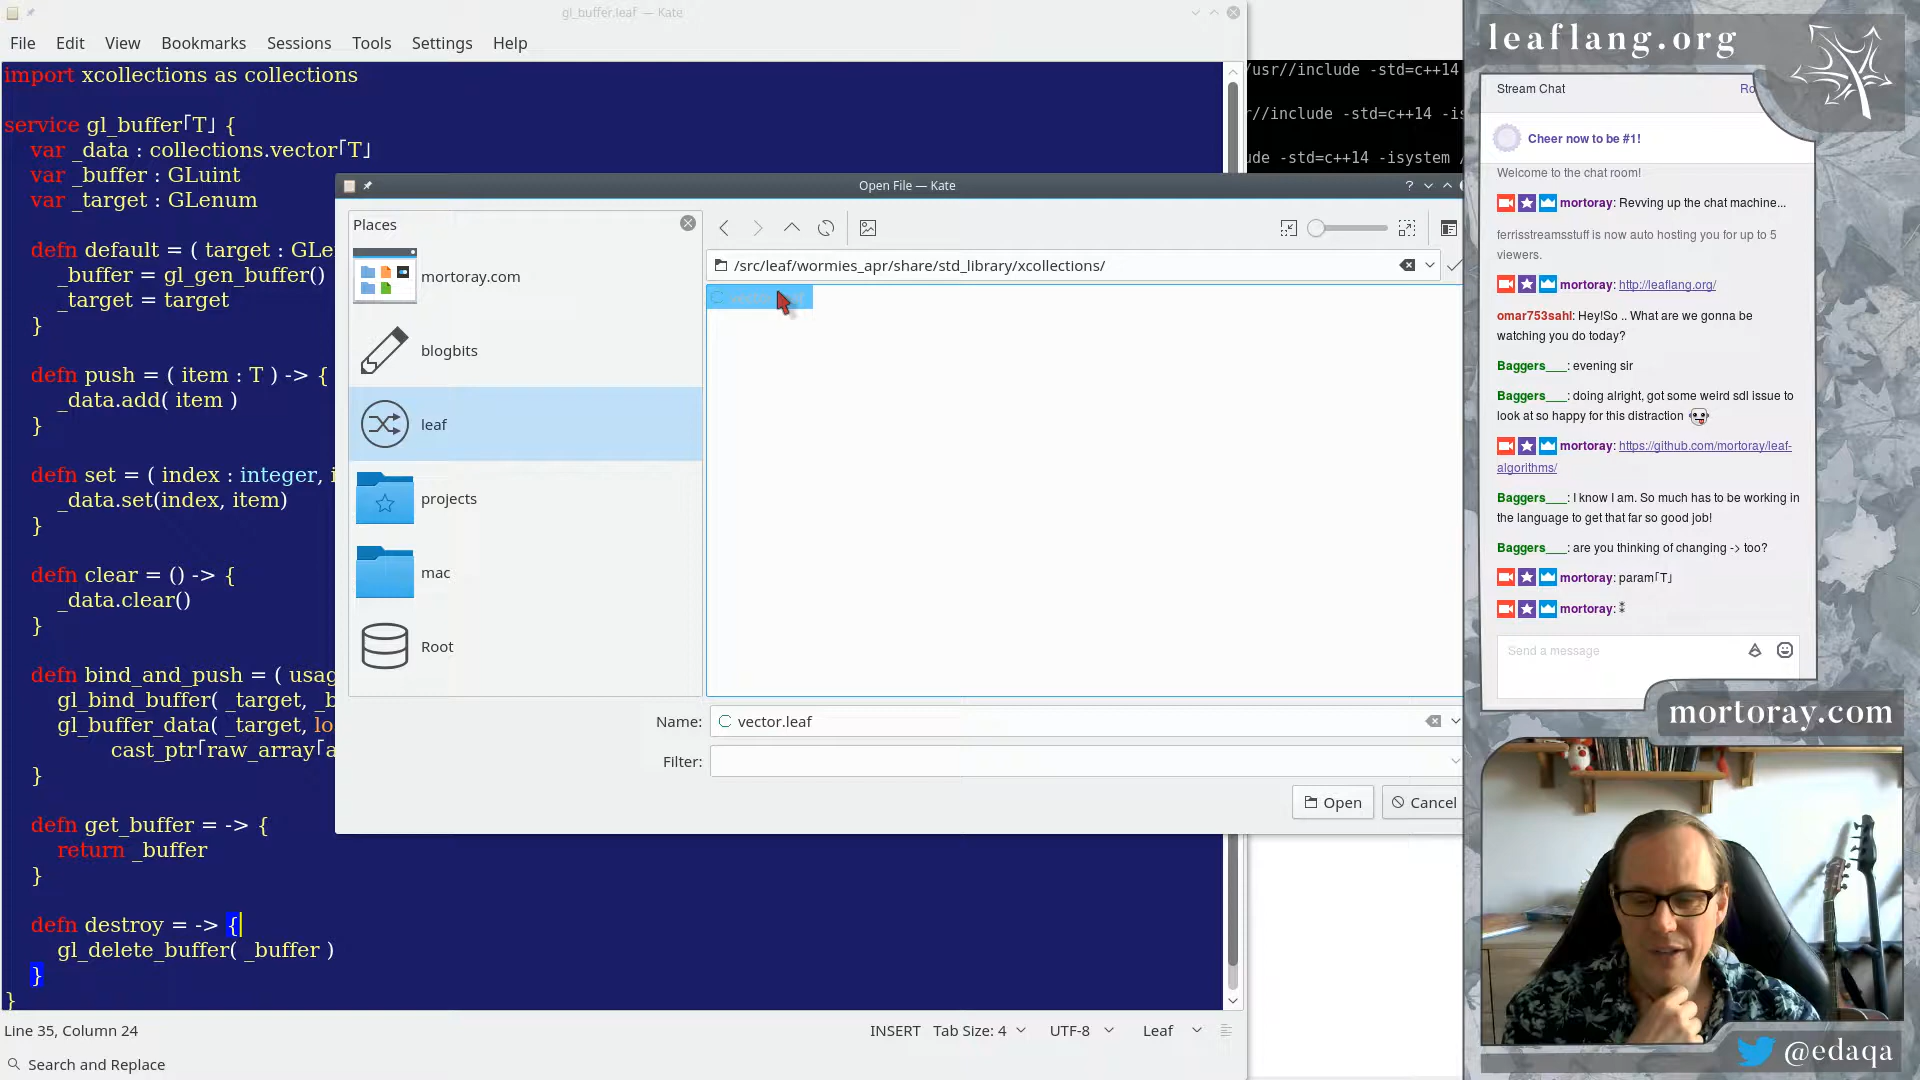 gl_buffer.leaf — Kate
File Edit View Bookmarks Sessions Tools Settings Help
import xcollections as collections
service gl_buffer｢T｣ {
var _data : collections.vector｢T｣
var _buffer : GLuint
var _target : GLenum
defn default = ( target : GLe
_buffer = gl_gen_buffer()
_target = target
}
defn push = ( item : T ) -> {
_data.add( item )
}
defn set = ( index : integer, i
_data.set(index, item)
}
defn clear = () -> {
_data.clear()
}
defn bind_and_push = ( usag
gl_bind_buffer( _target, _b
gl_buffer_data( _target, lo
cast_ptr｢raw_array｢a
}
defn get_buffer = -> {
return _buffer
}
defn destroy = -> {
gl_delete_buffer( _buffer )
}
}
Line 35, Column 24
INSERT Tab Size: 4 UTF-8 Leaf
Search and Replace
Open File — Kate
?
Places
mortoray.com
blogbits
leaf
projects
mac
Root
/src/leaf/wormies_apr/share/std_library/xcollections/
Name: vector.leaf
Filter:
Open Cancel
/usr//include -std=c++14
r//include -std=c++14 -is
ude -std=c++14 -isystem /
leaflang.org
Stream Chat Ro
Cheer now to be #1!
Welcome to the chat room!
mortoray: Revving up the chat machine...
ferrisstreamsstuff is now auto hosting you for up to 5
viewers.
mortoray: http://leaflang.org/
omar753sahl: Hey!So .. What are we gonna be
watching you do today?
Baggers___: evening sir
Baggers___: doing alright, got some weird sdl issue to
look at so happy for this distraction
mortoray: https://github.com/mortoray/leaf-
algorithms/
Baggers___: I know I am. So much has to be working in
the language to get that far so good job!
Baggers___: are you thinking of changing -> too?
mortoray: param｢T｣
mortoray: ⁑
Send a message
mortoray.com
@edaqa